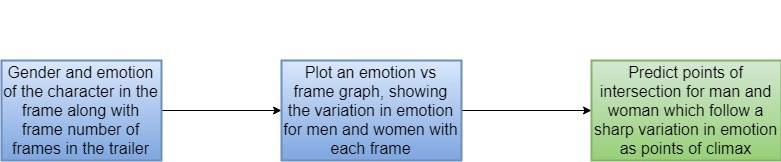 Gender and emotion
of the character in the
frame along with
frame number of
frames in the trailer
Plot an emotion vs
frame graph, showing
the variation in emotion
for men and women with
each frame
Predict points of
intersection for man and
woman which follow a
sharp variation in emotion
as points of climax